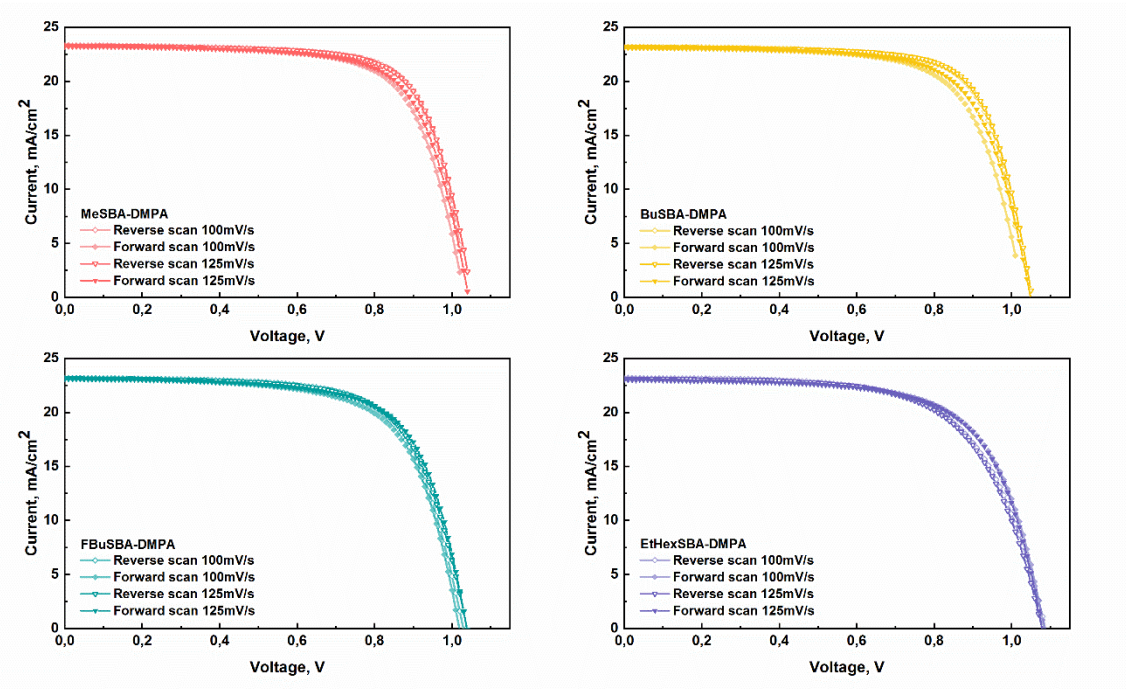 25
20
15
10
5
0
Current, mA/cm²
MeSBA-DMPA
Reverse scan 100mV/s
Forward scan 100mV/s
Reverse scan 125mV/s
Forward scan 125mV/s
0,0 0,2 0,4 0,6 0,8 1,0
Voltage, V
25
20
15
10
5
0
Current, mA/cm²
BuSBA-DMPA
Reverse scan 100mV/s
Forward scan 100mV/s
Reverse scan 125mV/s
Forward scan 125mV/s
0,0 0,2 0,4 0,6 0,8 1,0
Voltage, V
25
20
15
10
5
0
Current, mA/cm²
FBuSBA-DMPA
Reverse scan 100mV/s
Forward scan 100mV/s
Reverse scan 125mV/s
Forward scan 125mV/s
0,0 0,2 0,4 0,6 0,8 1,0
Voltage, V
25
20
15
10
5
0
Current, mA/cm²
EtHexSBA-DMPA
Reverse scan 100mV/s
Forward scan 100mV/s
Reverse scan 125mV/s
Forward scan 125mV/s
0,0 0,2 0,4 0,6 0,8 1,0
Voltage, V